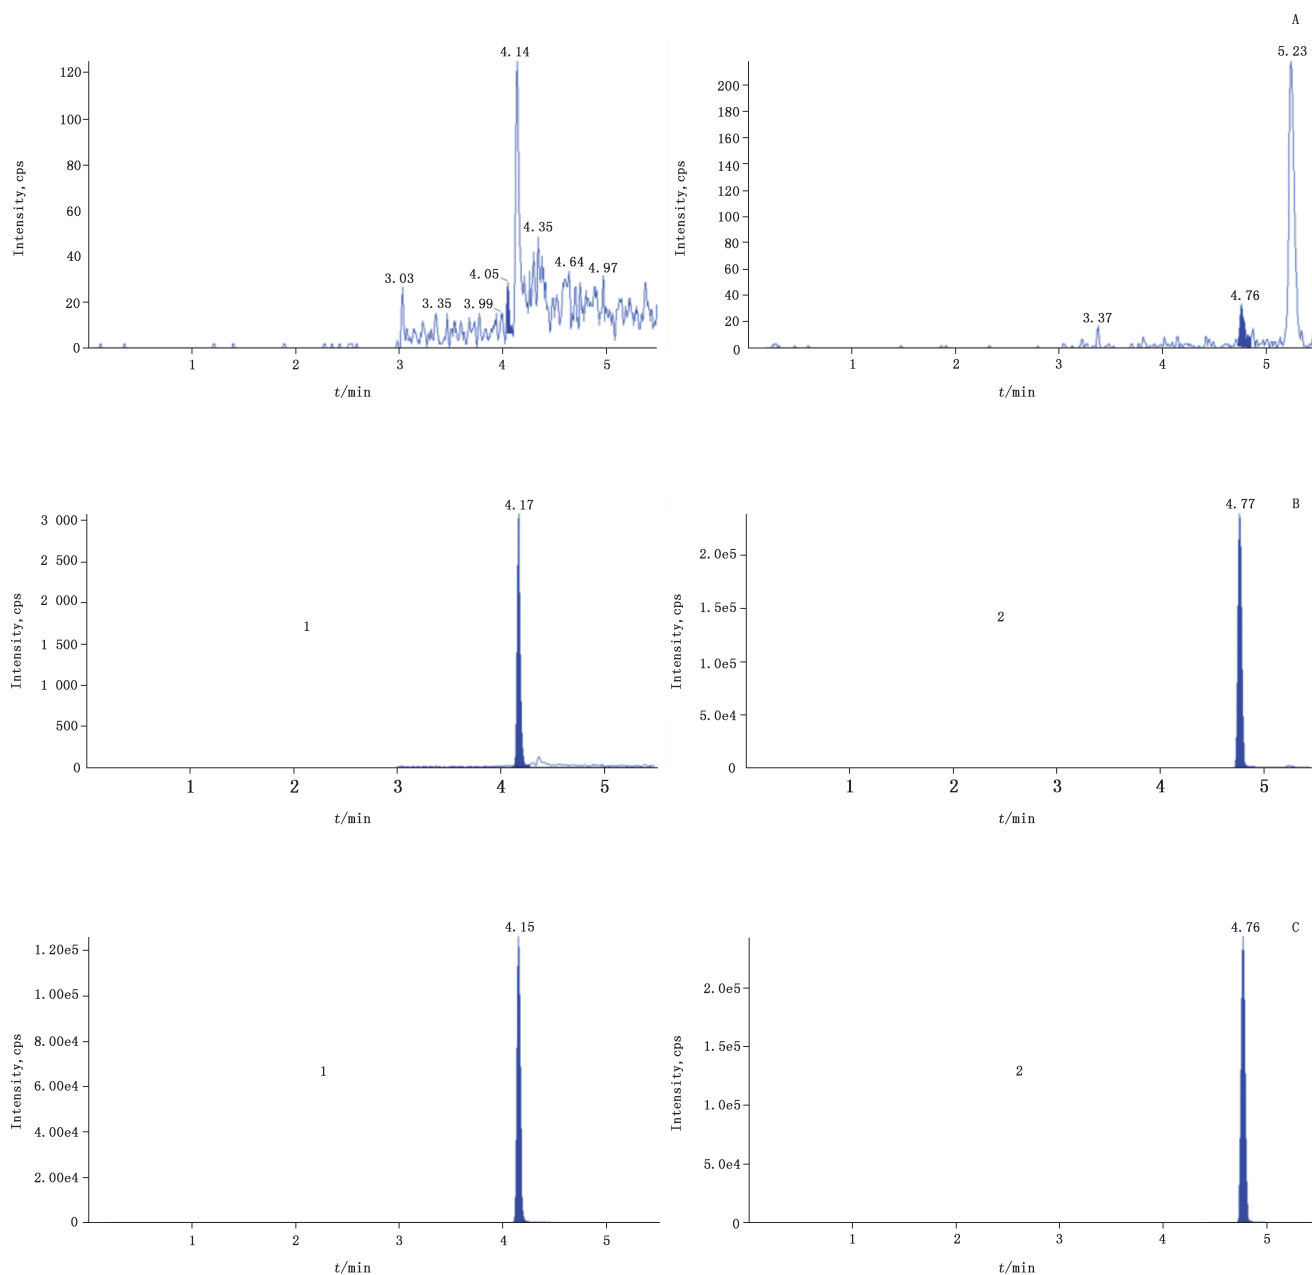 A
4.14
5.23
120
100
80
60
40
20
0
Intensity,cps
3.03
3.35
3.99
4.05
4.35
4.64
4.97
1
2
3
4
5
t/min
200
180
160
140
120
100
80
60
40
20
0
Intensity,cps
3.37
4.76
1
2
3
4
5
t/min
B
4.17
3 000
2 500
2 000
1 500
1 000
500
0
Intensity,cps
1
1
2
3
4
5
t/min
4.77
2.0e5
1.5e5
1.0e5
5.0e4
0
Intensity,cps
2
1
2
3
4
5
t/min
C
4.15
1.20e5
1.00e5
8.00e4
6.00e4
4.00e4
2.00e4
0
Intensity,cps
1
1
2
3
4
5
t/min
4.76
2.0e5
1.5e5
1.0e5
5.0e4
0
Intensity,cps
2
1
2
3
4
5
t/min